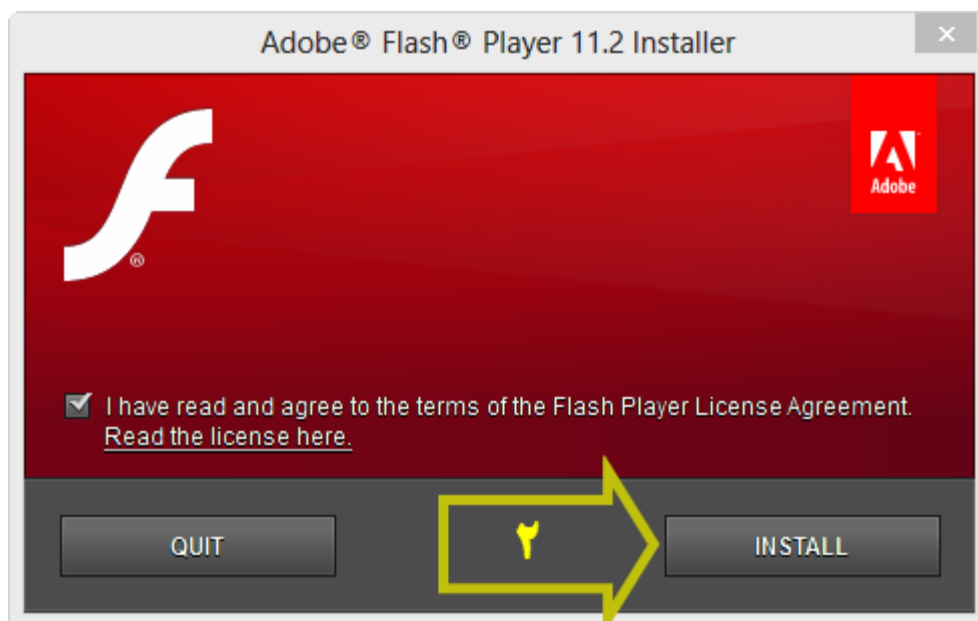 Adobe® Flash® Player 11.2 Installer
Adobe
®
I have read and agree to the terms of the Flash Player License Agreement.
Read the license here.
QUIT
۲
INSTALL